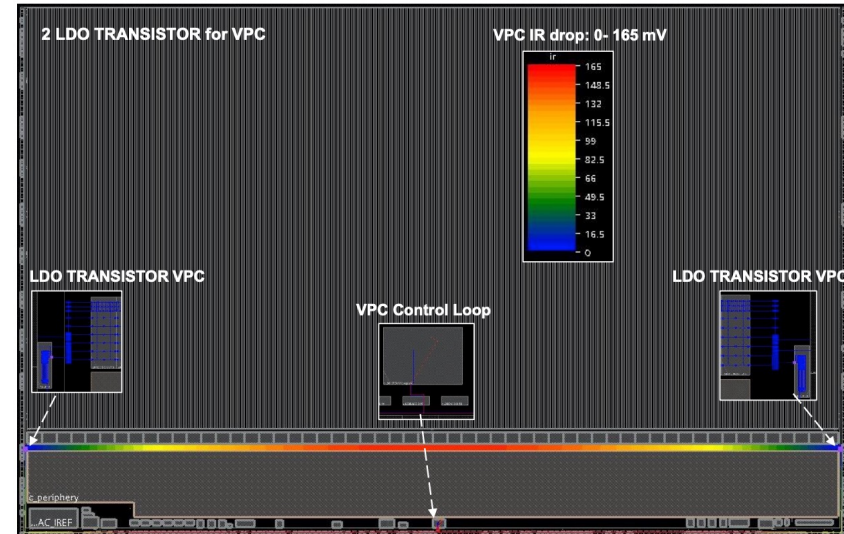 2 LDO TRANSISTOR for VPC
VPC IR drop: 0- 165 mV
ir
165
148.5
132
115.5
99
82.5
66
49.5
33
16.5
0
LDO TRANSISTOR VPC
LDO TRANSISTOR VPC
VPC Control Loop
c_periphery
...AC_IREF